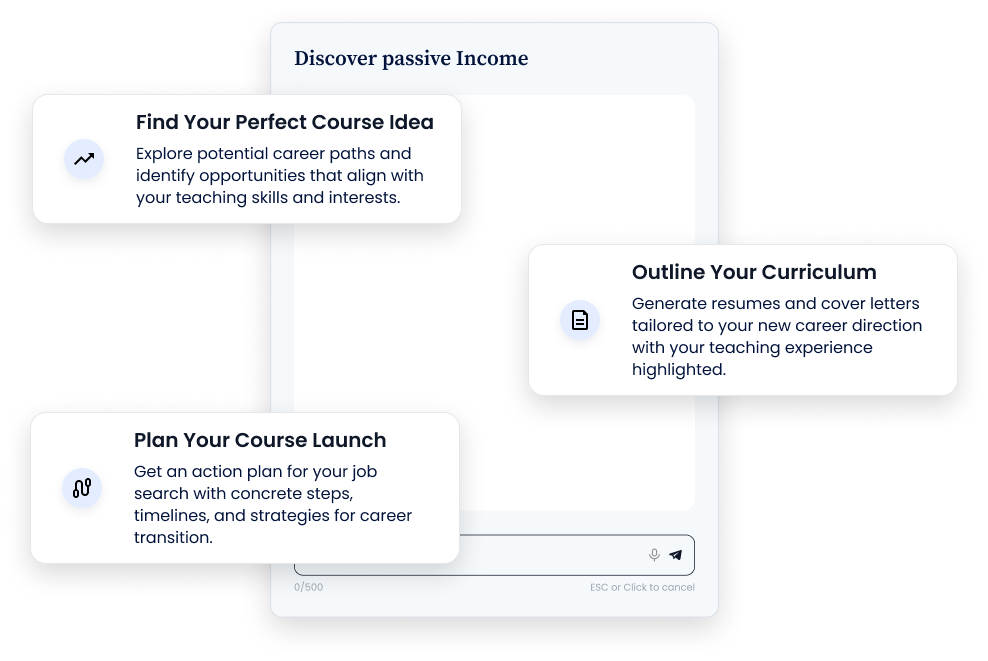 Discover passive Income
Find Your Perfect Course Idea
Explore potential career paths and
identify opportunities that align with
your teaching skills and interests.
Outline Your Curriculum
Generate resumes and cover letters
tailored to your new career direction
with your teaching experience
highlighted.
Plan Your Course Launch
Get an action plan for your job
search with concrete steps,
timelines, and strategies for career
transition.
0/500
ESC or Click to cancel